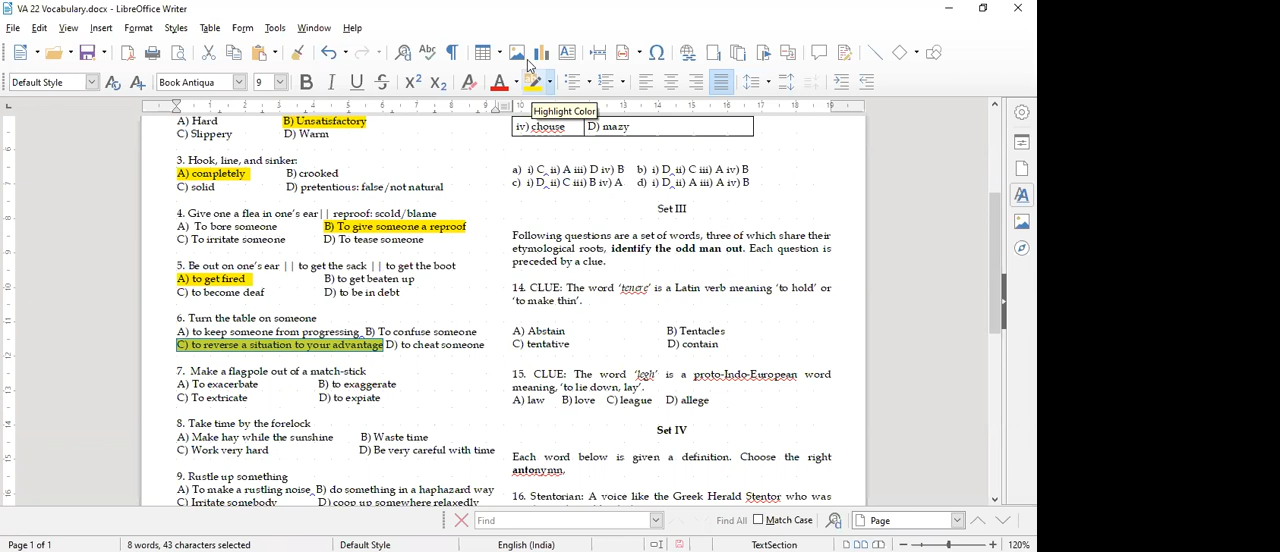 VA 22 Vocabulary.docx - LibreOffice Writer
File Edit View Insert Format Styles Table Form Tools Window Help
Default Style Book Antiqua 9
Highlight Color
A) Hard B) Unsatisfactory
C) Slippery D) Warm
3. Hook, line, and sinker:
A) completely B) crooked
C) solid D) pretentious: false/not natural
4. Give one a flea in one's ear|| reproof: scold/blame
A) To bore someone B) To give someone a reproof
C) To irritate someone D) To tease someone
5. Be out on one's ear || to get the sack || to get the boot
A) to get fired B) to get beaten up
C) to become deaf D) to be in debt
6. Turn the table on someone
A) to keep someone from progressing B) To confuse someone
C) to reverse a situation to your advantage D) to cheat someone
7. Make a flagpole out of a match-stick
A) To exacerbate B) to exaggerate
C) To extricate D) to expiate
8. Take time by the forelock
A) Make hay while the sunshine B) Waste time
C) Work very hard D) Be very careful with time
9. Rustle up something
A) To make a rustling noise B) do something in a haphazard way
C) Irritate somebody D) coop up somewhere relaxedly
iv) chouse D) mazy
a) i) C ii) A iii) D iv) B b) i) D ii) C iii) A iv) B
c) i) D ii) C iii) B iv) A d) i) D ii) A iii) A iv) B
Set III
Following questions are a set of words, three of which share their
etymological roots, identify the odd man out. Each question is
preceded by a clue.
14. CLUE: The word 'tenere' is a Latin verb meaning 'to hold' or
'to make thin'.
A) Abstain B) Tentacles
C) tentative D) contain
15. CLUE: The word 'legh' is a proto-Indo-European word
meaning, 'to lie down, lay'.
A) law B) love C) league D) allege
Set IV
Each word below is given a definition. Choose the right
antonymn.
16. Stentorian: A voice like the Greek Herald Stentor who was
Find Find All Match Case Page
Page 1 of 1 8 words, 43 characters selected Default Style English (India) TextSection 120%